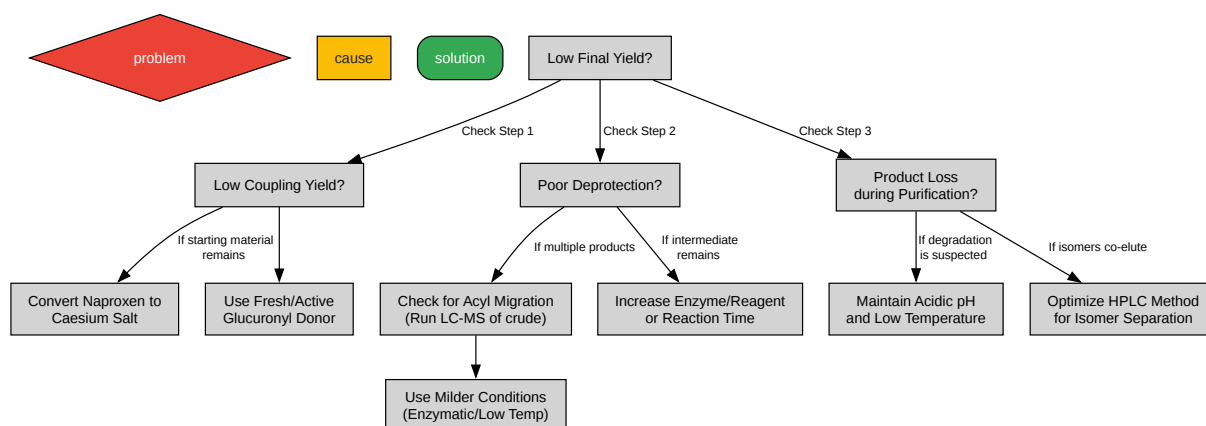 problem
cause
solution
Low Final Yield?
Check Step 1
Check Step 2
Check Step 3
Low Coupling Yield?
Poor Deprotection?
Product Loss
during Purification?
If starting material
remains
If multiple products
If intermediate
remains
If degradation
is suspected
If isomers co-elute
Convert Naproxen to
Caesium Salt
Use Fresh/Active
Glucuronyl Donor
Check for Acyl Migration
(Run LC-MS of crude)
Increase Enzyme/Reagent
or Reaction Time
Maintain Acidic pH
and Low Temperature
Optimize HPLC Method
for Isomer Separation
Use Milder Conditions
(Enzymatic/Low Temp)